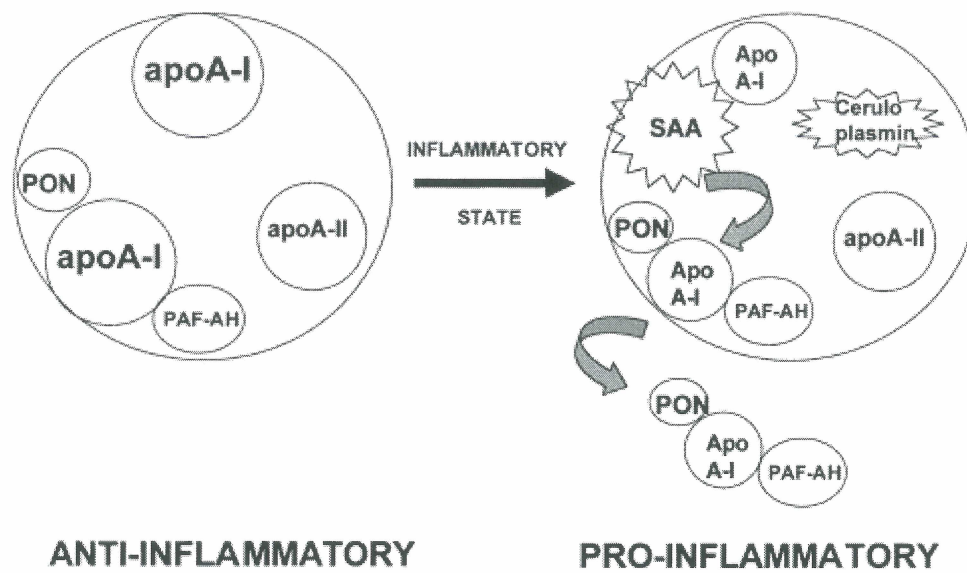 apoA-I
PON
apoA-I
apoA-II
PAF-AH
INFLAMMATORY
STATE
Apo
A-I
SAA
Cerulo
plasmin
PON
Apo
A-I
apoA-II
PAF-AH
PON
Apo
A-I
PAF-AH
ANTI-INFLAMMATORY
PRO-INFLAMMATORY